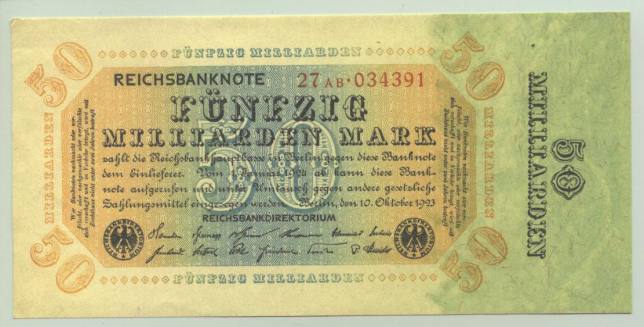 FÜNFZIG MILLIARDEN
50
MILLIARDEN
50
REICHSBANKNOTE
27 AB·034391
FÜNFZIG
MILLIARDEN MARK
50
zahlt die Reichsbankhauptkasse in Berlin gegen diese Banknote
dem Einlieferer. Vom 1. Januar 1924 ab kann diese Bank-
note aufgerufen und unter Umtausch gegen andere gesetzliche
Zahlungsmittel eingezogen werden. Berlin, den 10. Oktober 1923
REICHSBANKDIREKTORIUM
FÜNFZIG MILLIARDEN
50
MILLIARDEN
50
50
MILLIARDEN